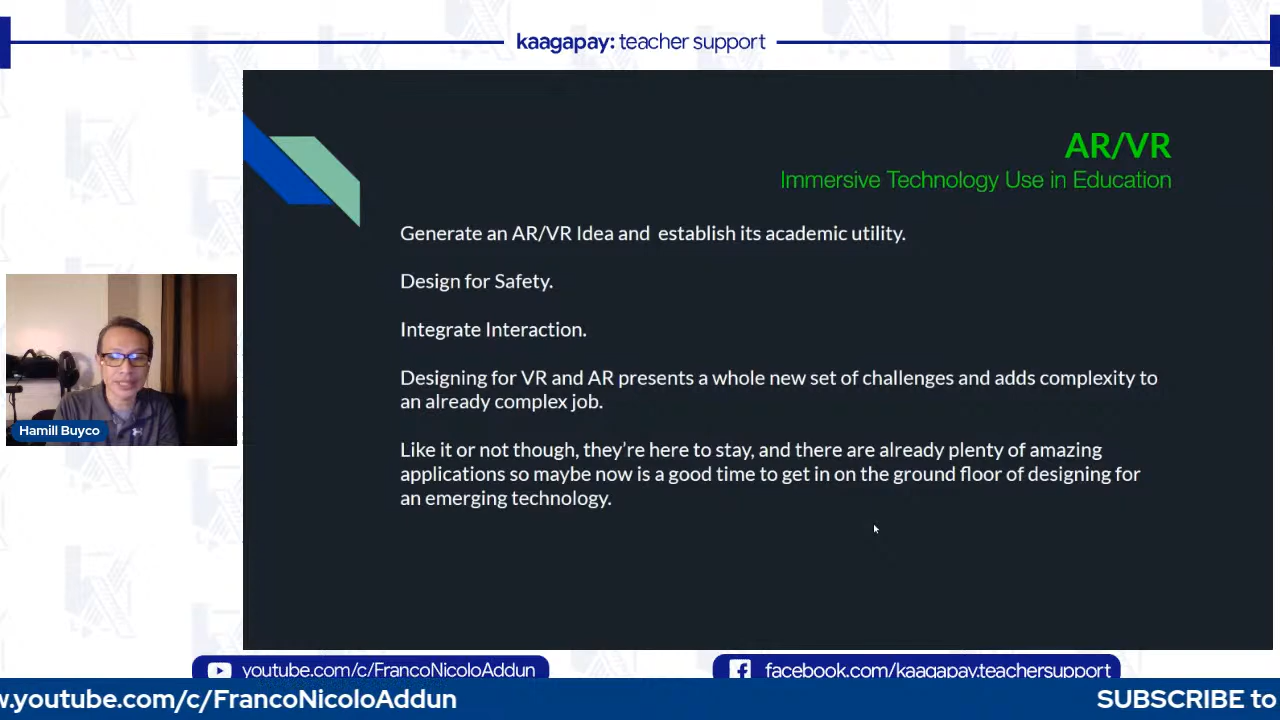 kaagapay: teacher support
AR/VR
Immersive Technology Use in Education
Generate an AR/VR Idea and establish its academic utility.
Design for Safety.
Integrate Interaction.
Designing for VR and AR presents a whole new set of challenges and adds complexity to
an already complex job.
Like it or not though, they're here to stay, and there are already plenty of amazing
applications so maybe now is a good time to get in on the ground floor of designing for
an emerging technology.
Hamill Buyco
youtube.com/c/FrancoNicoloAddun
facebook.com/kaagapay.teachersupport
.youtube.com/c/FrancoNicoloAddun
SUBSCRIBE to